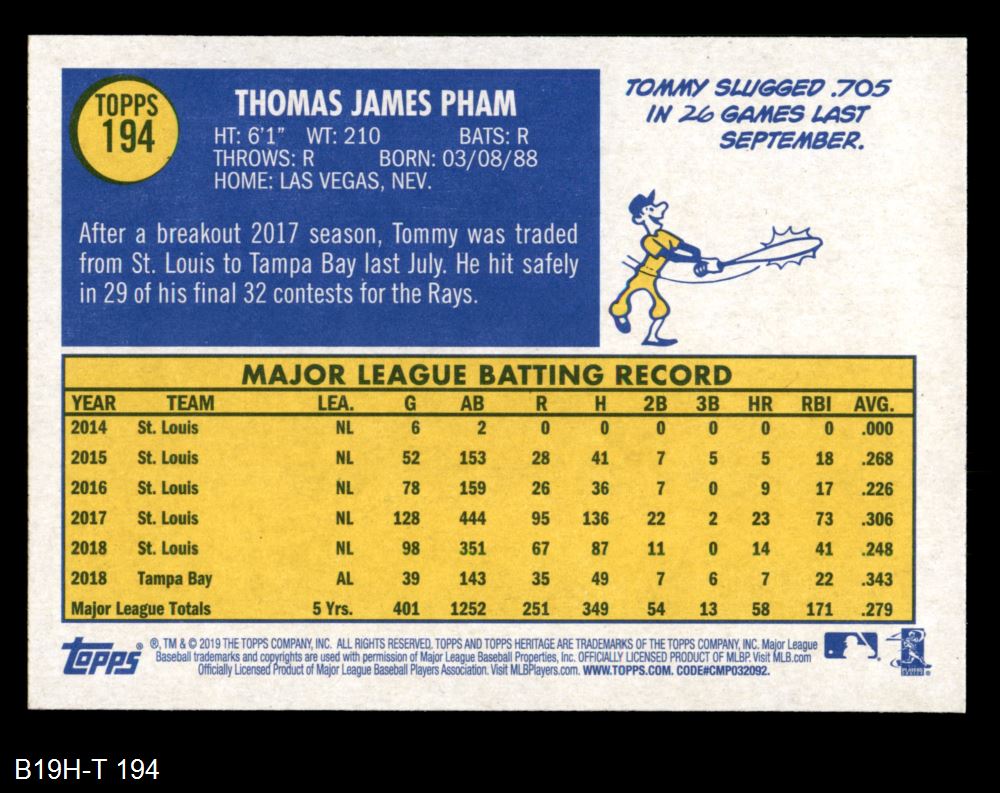 TOPPS
194
THOMAS JAMES PHAM
HT: 6'1" WT: 210 BATS: R
THROWS: R BORN: 03/08/88
HOME: LAS VEGAS, NEV.
After a breakout 2017 season, Tommy was traded
from St. Louis to Tampa Bay last July. He hit safely
in 29 of his final 32 contests for the Rays.
TOMMY SLUGGED .705
IN 26 GAMES LAST
SEPTEMBER.
MAJOR LEAGUE BATTING RECORD
YEAR TEAM LEA. G AB R H 2B 3B HR RBI AVG.
2014 St. Louis NL 6 2 0 0 0 0 0 0 .000
2015 St. Louis NL 52 153 28 41 7 5 5 18 .268
2016 St. Louis NL 78 159 26 36 7 0 9 17 .226
2017 St. Louis NL 128 444 95 136 22 2 23 73 .306
2018 St. Louis NL 98 351 67 87 11 0 14 41 .248
2018 Tampa Bay AL 39 143 35 49 7 6 7 22 .343
Major League Totals 5 Yrs. 401 1252 251 349 54 13 58 171 .279
Topps®
®, TM & © 2019 THE TOPPS COMPANY, INC. ALL RIGHTS RESERVED. TOPPS AND TOPPS HERITAGE ARE TRADEMARKS OF THE TOPPS COMPANY, INC. Major League
Baseball trademarks and copyrights are used with permission of Major League Baseball Properties, Inc. OFFICIALLY LICENSED PRODUCT OF MLBP. Visit MLB.com
Officially Licensed Product of Major League Baseball Players Association. Visit MLBPlayers.com. WWW.TOPPS.COM. CODE#CMP032092.
B19H-T 194